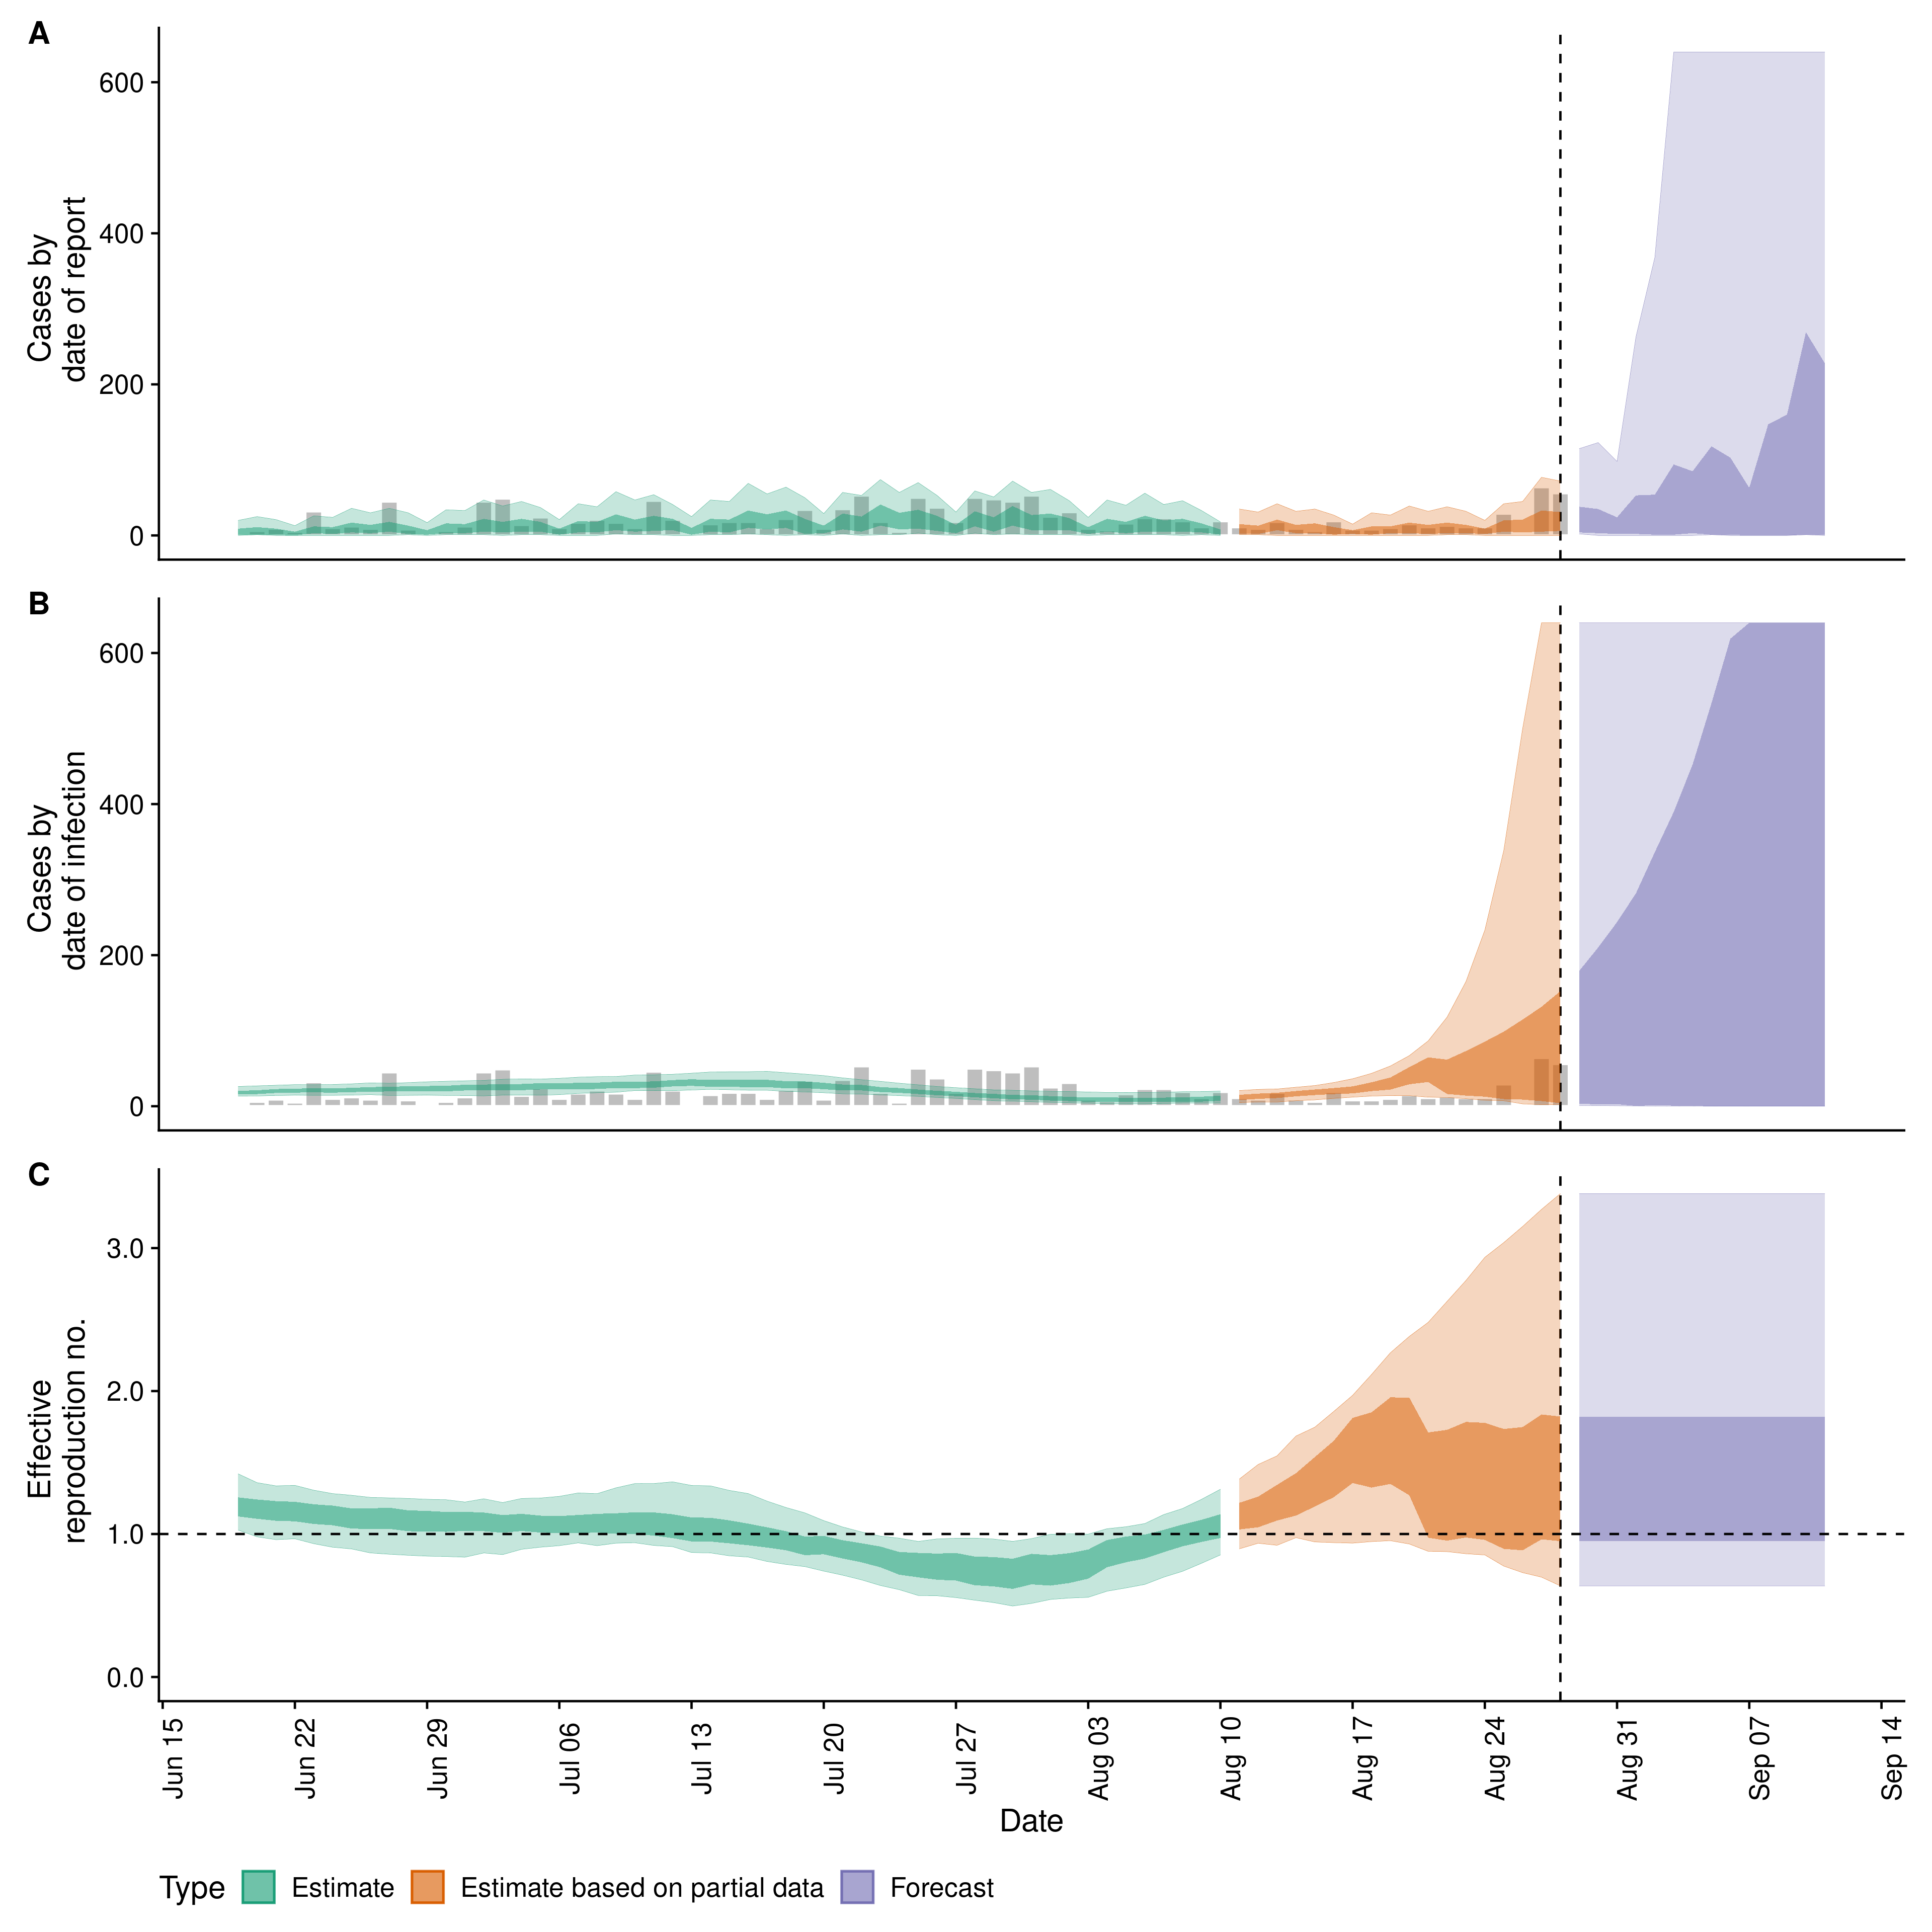 A
Cases by
date of report
600
400
200
0
B
Cases by
date of infection
600
400
200
0
C
Effective
reproduction no.
3.0
2.0
1.0
0.0
Jun 15
Jun 22
Jun 29
Jul 06
Jul 13
Jul 20
Jul 27
Aug 03
Aug 10
Aug 17
Aug 24
Aug 31
Sep 07
Sep 14
Date
Type Estimate Estimate based on partial data Forecast